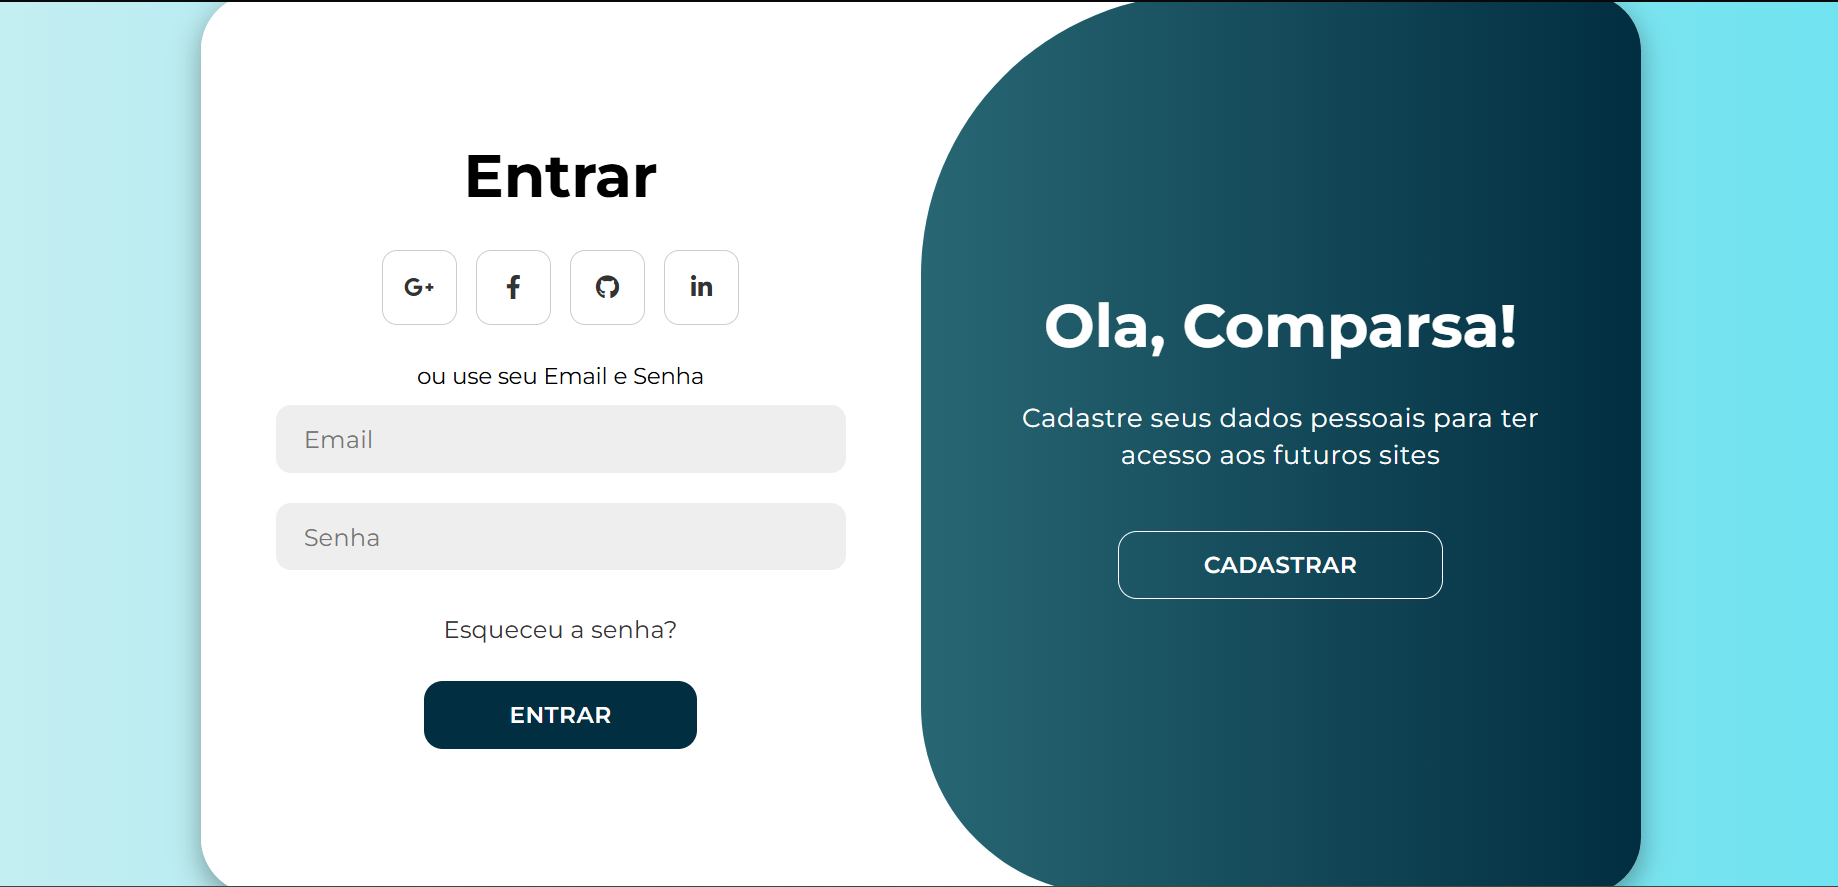 Entrar
G+ f in
ou use seu Email e Senha
Email
Senha
Esqueceu a senha?
ENTRAR
Ola, Comparsa!
Cadastre seus dados pessoais para ter
acesso aos futuros sites
CADASTRAR